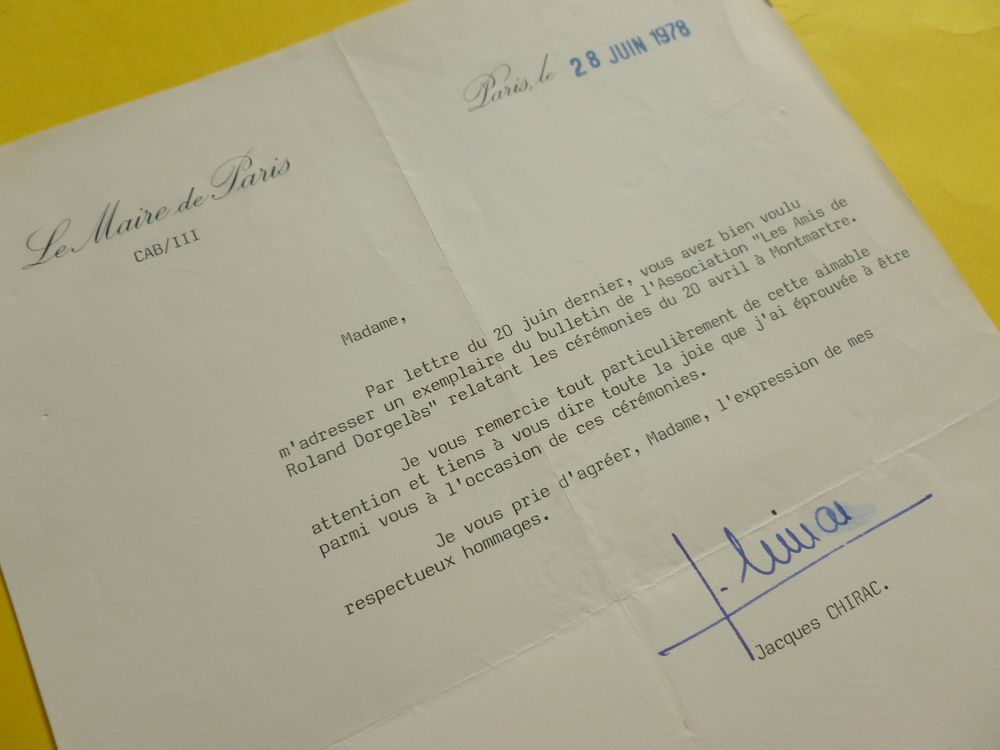 Paris, le 28 JUIN 1978
Le Maire de Paris
CAB/III
Madame,
Par lettre du 20 juin dernier, vous avez bien voulu
m'adresser un exemplaire du bulletin de l'Association "Les Amis de
Roland Dorgelès" relatant les cérémonies du 20 avril à Montmartre.
Je vous remercie tout particulièrement de cette aimable
attention et tiens à vous dire toute la joie que j'ai éprouvée à être
parmi vous à l'occasion de ces cérémonies.
Je vous prie d'agréer, Madame, l'expression de mes
respectueux hommages.
J. Chirac
Jacques CHIRAC.